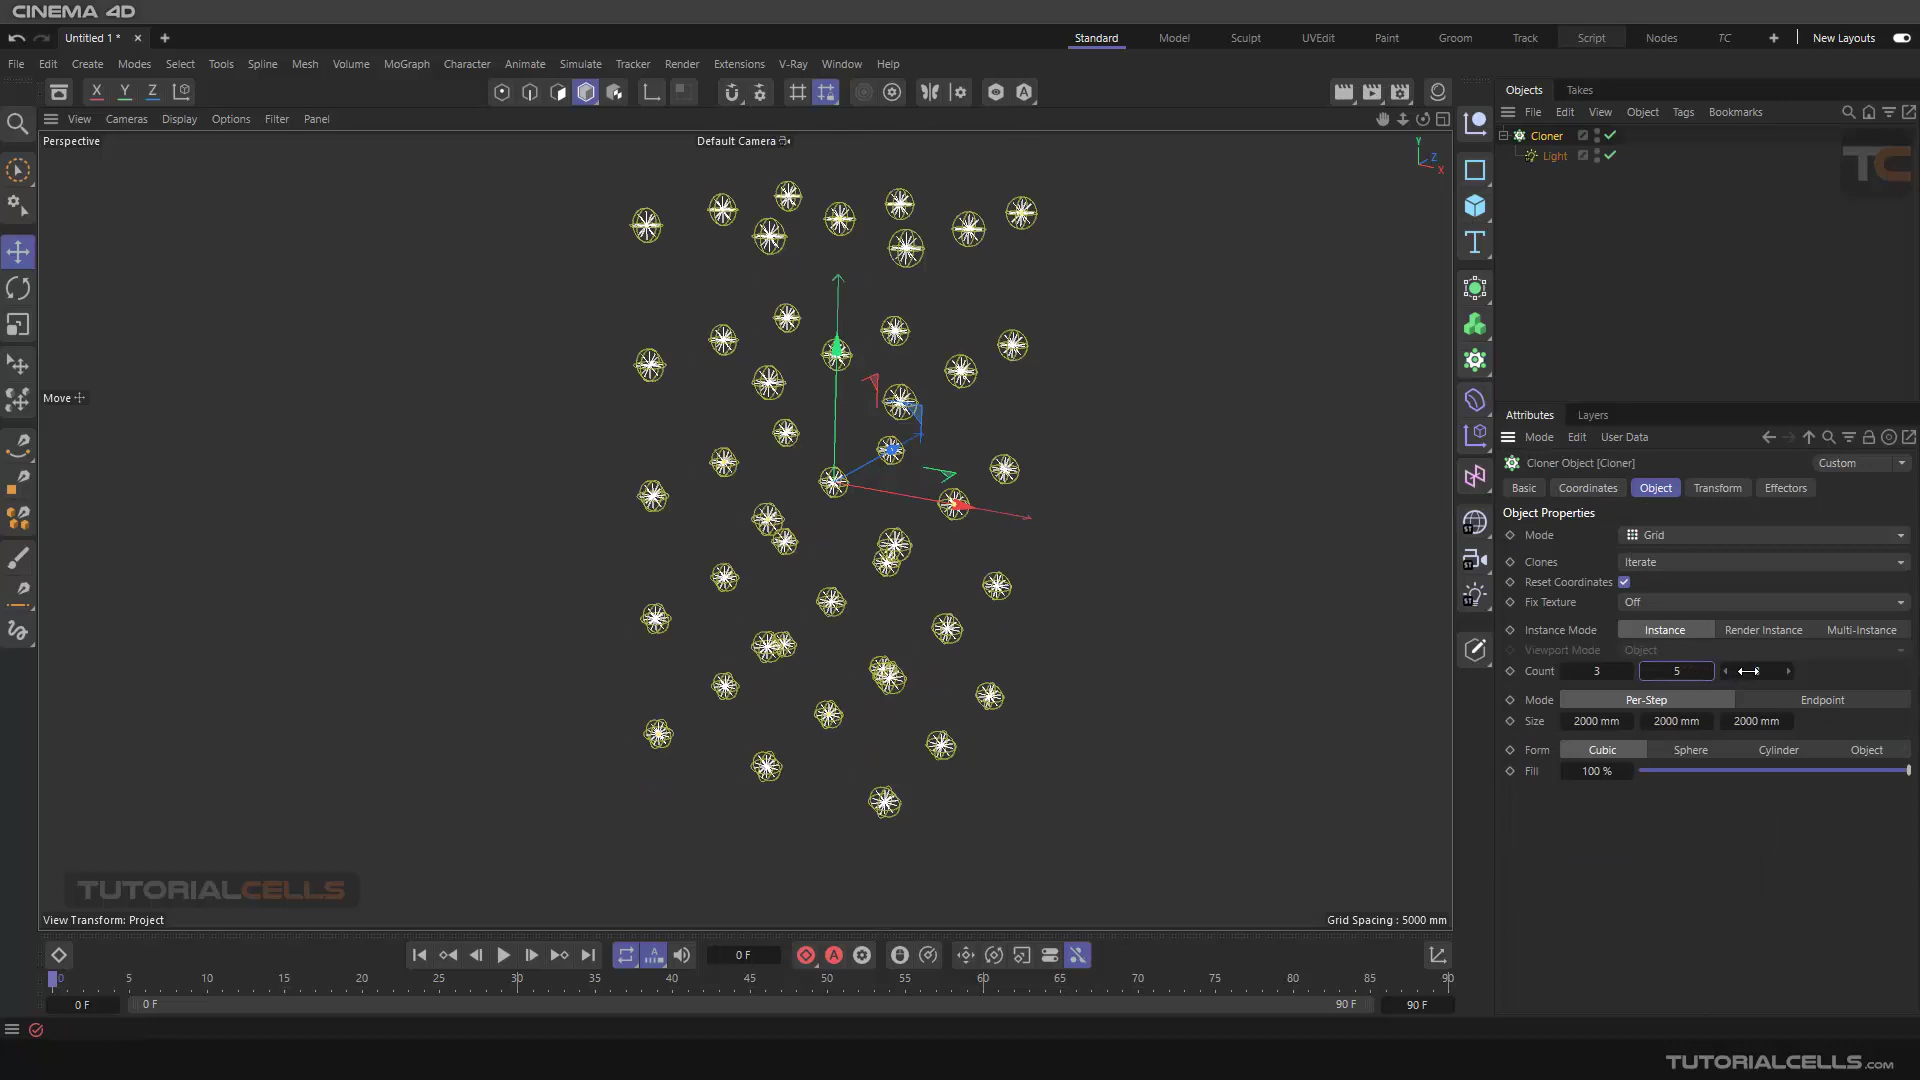 CINEMA 4D
Untitled 1 *
Standard Model Sculpt UVEdit Paint Groom Track Script Nodes TC New Layouts
File Edit Create Modes Select Tools Spline Mesh Volume MoGraph Character Animate Simulate Tracker Render Extensions V-Ray Window Help
X Y Z
Objects Takes
View Cameras Display Options Filter Panel
File Edit View Object Tags Bookmarks
Perspective
Default Camera
Y
Z
X
Cloner
Light
TC
Move
Attributes Layers
Mode Edit User Data
Cloner Object [Cloner]
Custom
Basic Coordinates Object Transform Effectors
Object Properties
Mode Grid
Clones Iterate
Reset Coordinates
Fix Texture Off
Instance Mode Instance Render Instance Multi-Instance
Viewport Mode Object
Count 3 5
Mode Per-Step Endpoint
Size 2000 mm 2000 mm 2000 mm
Form Cubic Sphere Cylinder Object
Fill 100 %
TUTORIALCELLS
View Transform: Project
Grid Spacing : 5000 mm
0 F
0 5 10 15 20 25 30 35 40 45 50 55 60 65 70 75 80 85 90
0 F 0 F 90 F 90 F
TUTORIALCELLS.COM